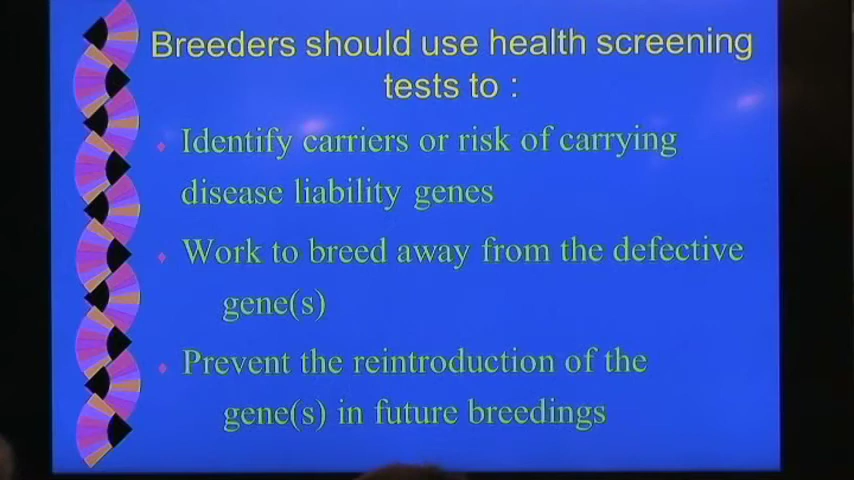 Breeders should use health screening
tests to :
Identify carriers or risk of carrying
disease liability genes
Work to breed away from the defective
gene(s)
Prevent the reintroduction of the
gene(s) in future breedings